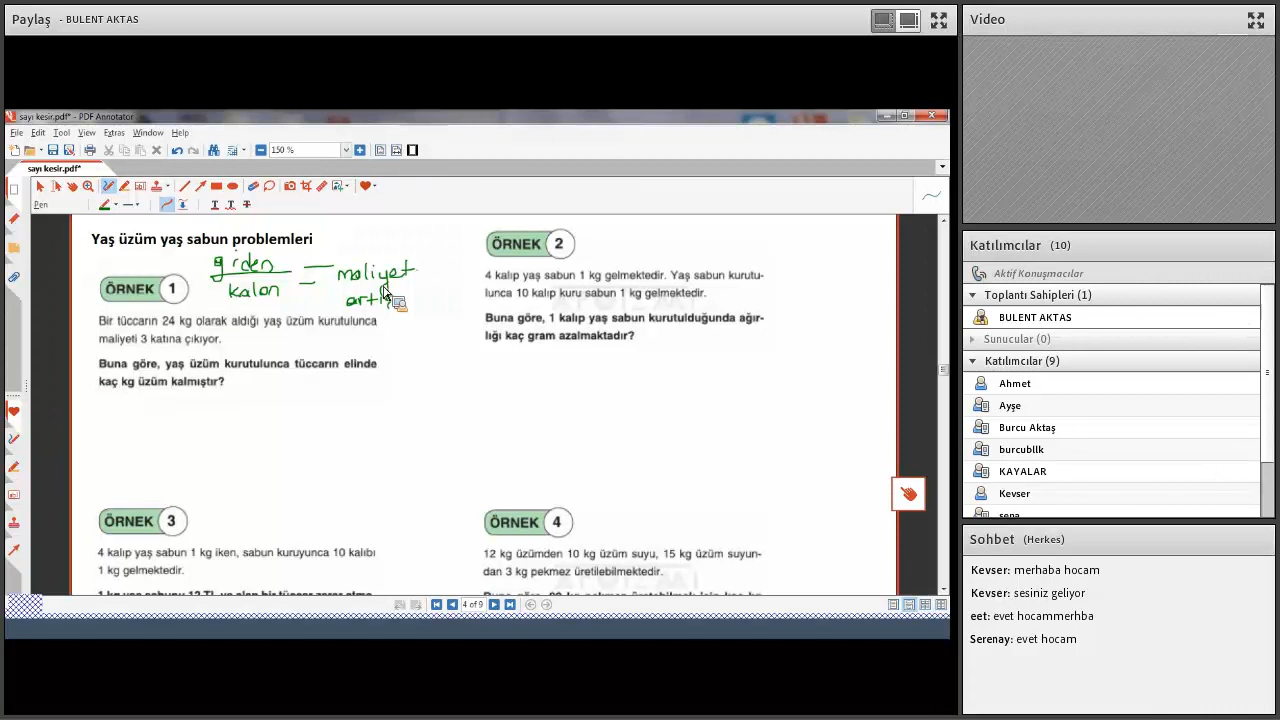 Paylaş - BULENT AKTAS
sayı kesir.pdf* - PDF Annotator
File Edit Tool View Extras Window Help
150 %
sayı kesir.pdf*
Pen
Yaş üzüm yaş sabun problemleri
giden
kalan
maliyet
ÖRNEK 1
Bir tüccarın 24 kg olarak aldığı yaş üzüm kurutulunca
maliyeti 3 katına çıkıyor.
Buna göre, yaş üzüm kurutulunca tüccarın elinde
kaç kg üzüm kalmıştır?
ÖRNEK 2
4 kalıp yaş sabun 1 kg gelmektedir. Yaş sabun kurutu-
lunca 10 kalıp kuru sabun 1 kg gelmektedir.
Buna göre, 1 kalıp yaş sabun kurutulduğunda ağır-
lığı kaç gram azalmaktadır?
ÖRNEK 3
4 kalıp yaş sabun 1 kg iken, sabun kuruyunca 10 kalıbı
1 kg gelmektedir.
ÖRNEK 4
12 kg üzümden 10 kg üzüm suyu, 15 kg üzüm suyun-
dan 3 kg pekmez üretilebilmektedir.
4 of 9
Video
Katılımcılar (10)
Aktif Konuşmacılar
Toplantı Sahipleri (1)
BULENT AKTAS
Sunucular (0)
Katılımcılar (9)
Ahmet
Ayşe
Burcu Aktaş
burcubllk
KAYALAR
Kevser
Sohbet (Herkes)
Kevser: merhaba hocam
Kevser: sesiniz geliyor
eet: evet hocammerhba
Serenay: evet hocam